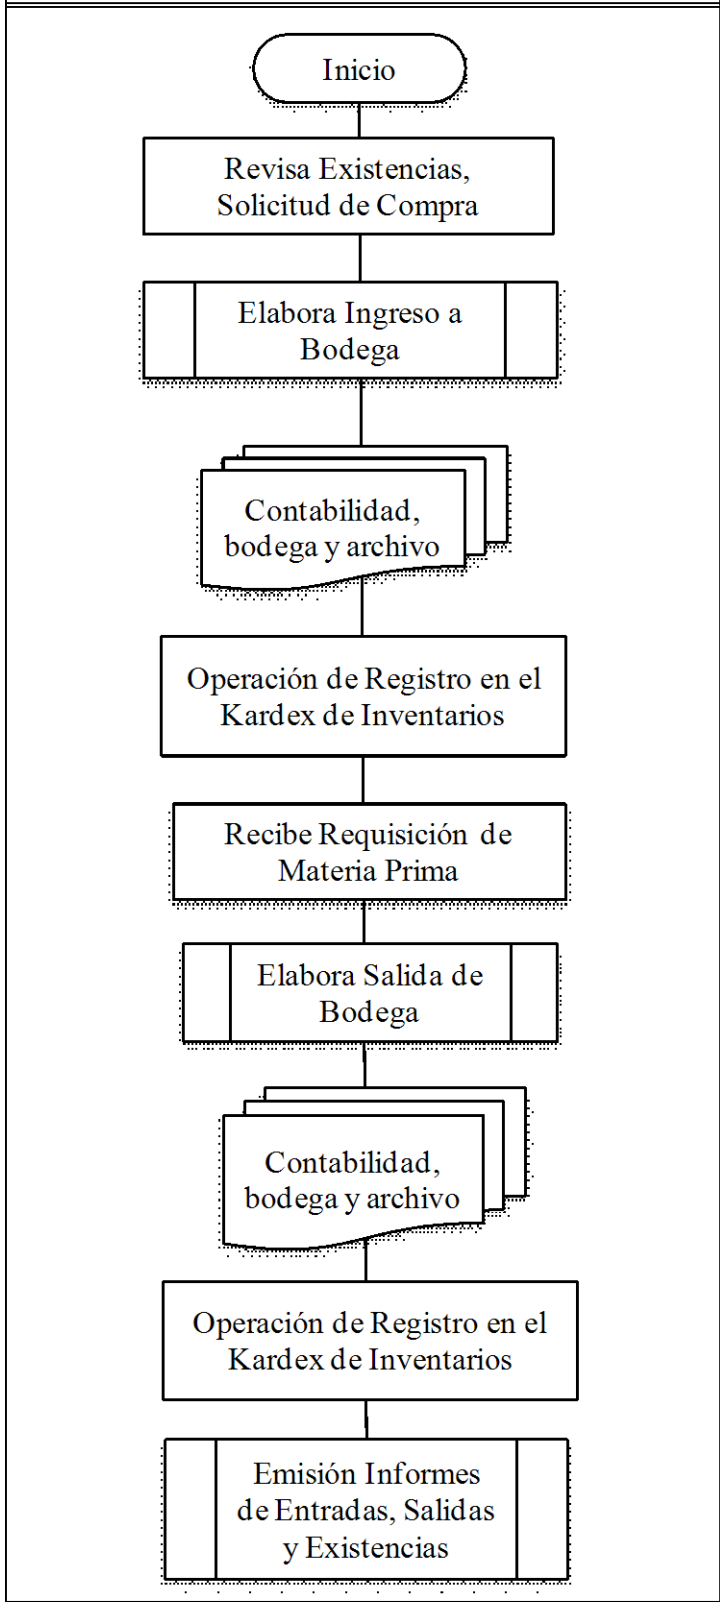 Inicio
Revisa Existencias,
Solicitud de Compra
Elabora Ingreso a
Bodega
Contabilidad,
bodega y archivo
Operación de Registro en el
Kardex de Inventarios
Recibe Requisición de
Materia Prima
Elabora Salida de
Bodega
Contabilidad,
bodega y archivo
Operación de Registro en el
Kardex de Inventarios
Emisión Informes
de Entradas, Salidas
y Existencias